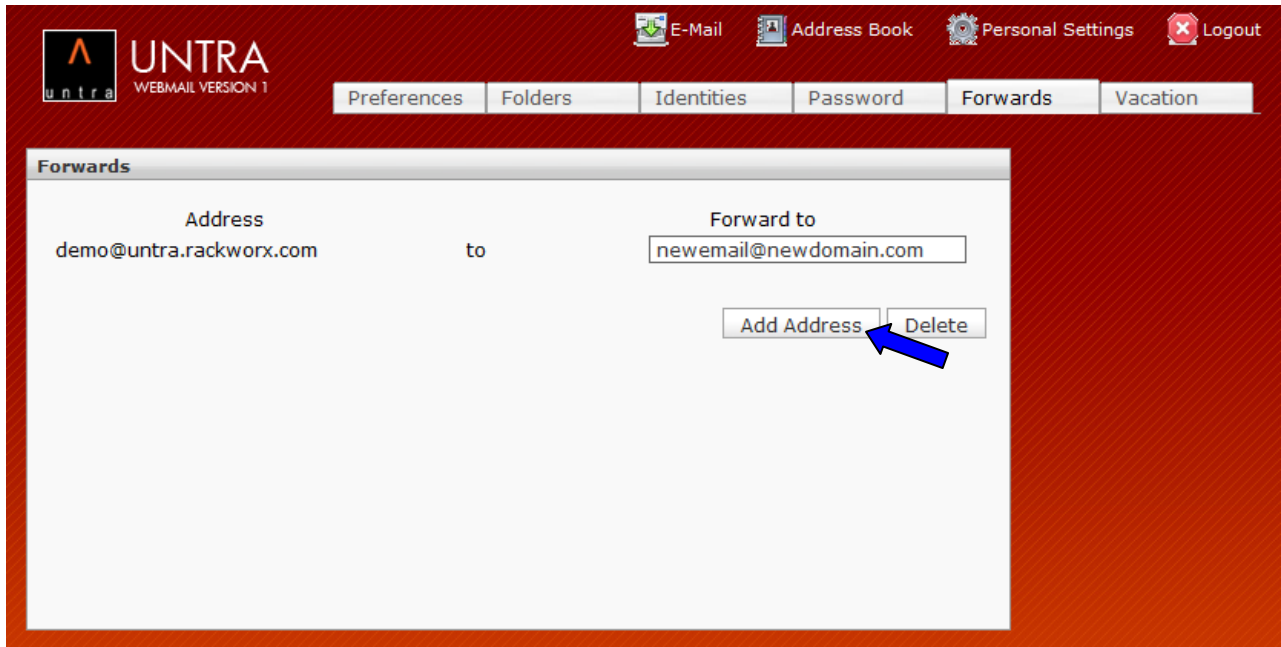 E-Mail Address Book Personal Settings Logout
UNTRA
WEBMAIL VERSION 1
untra
Preferences Folders Identities Password Forwards Vacation
Forwards
Address Forward to
demo@untra.rackworx.com to newemail@newdomain.com
Add Address Delete